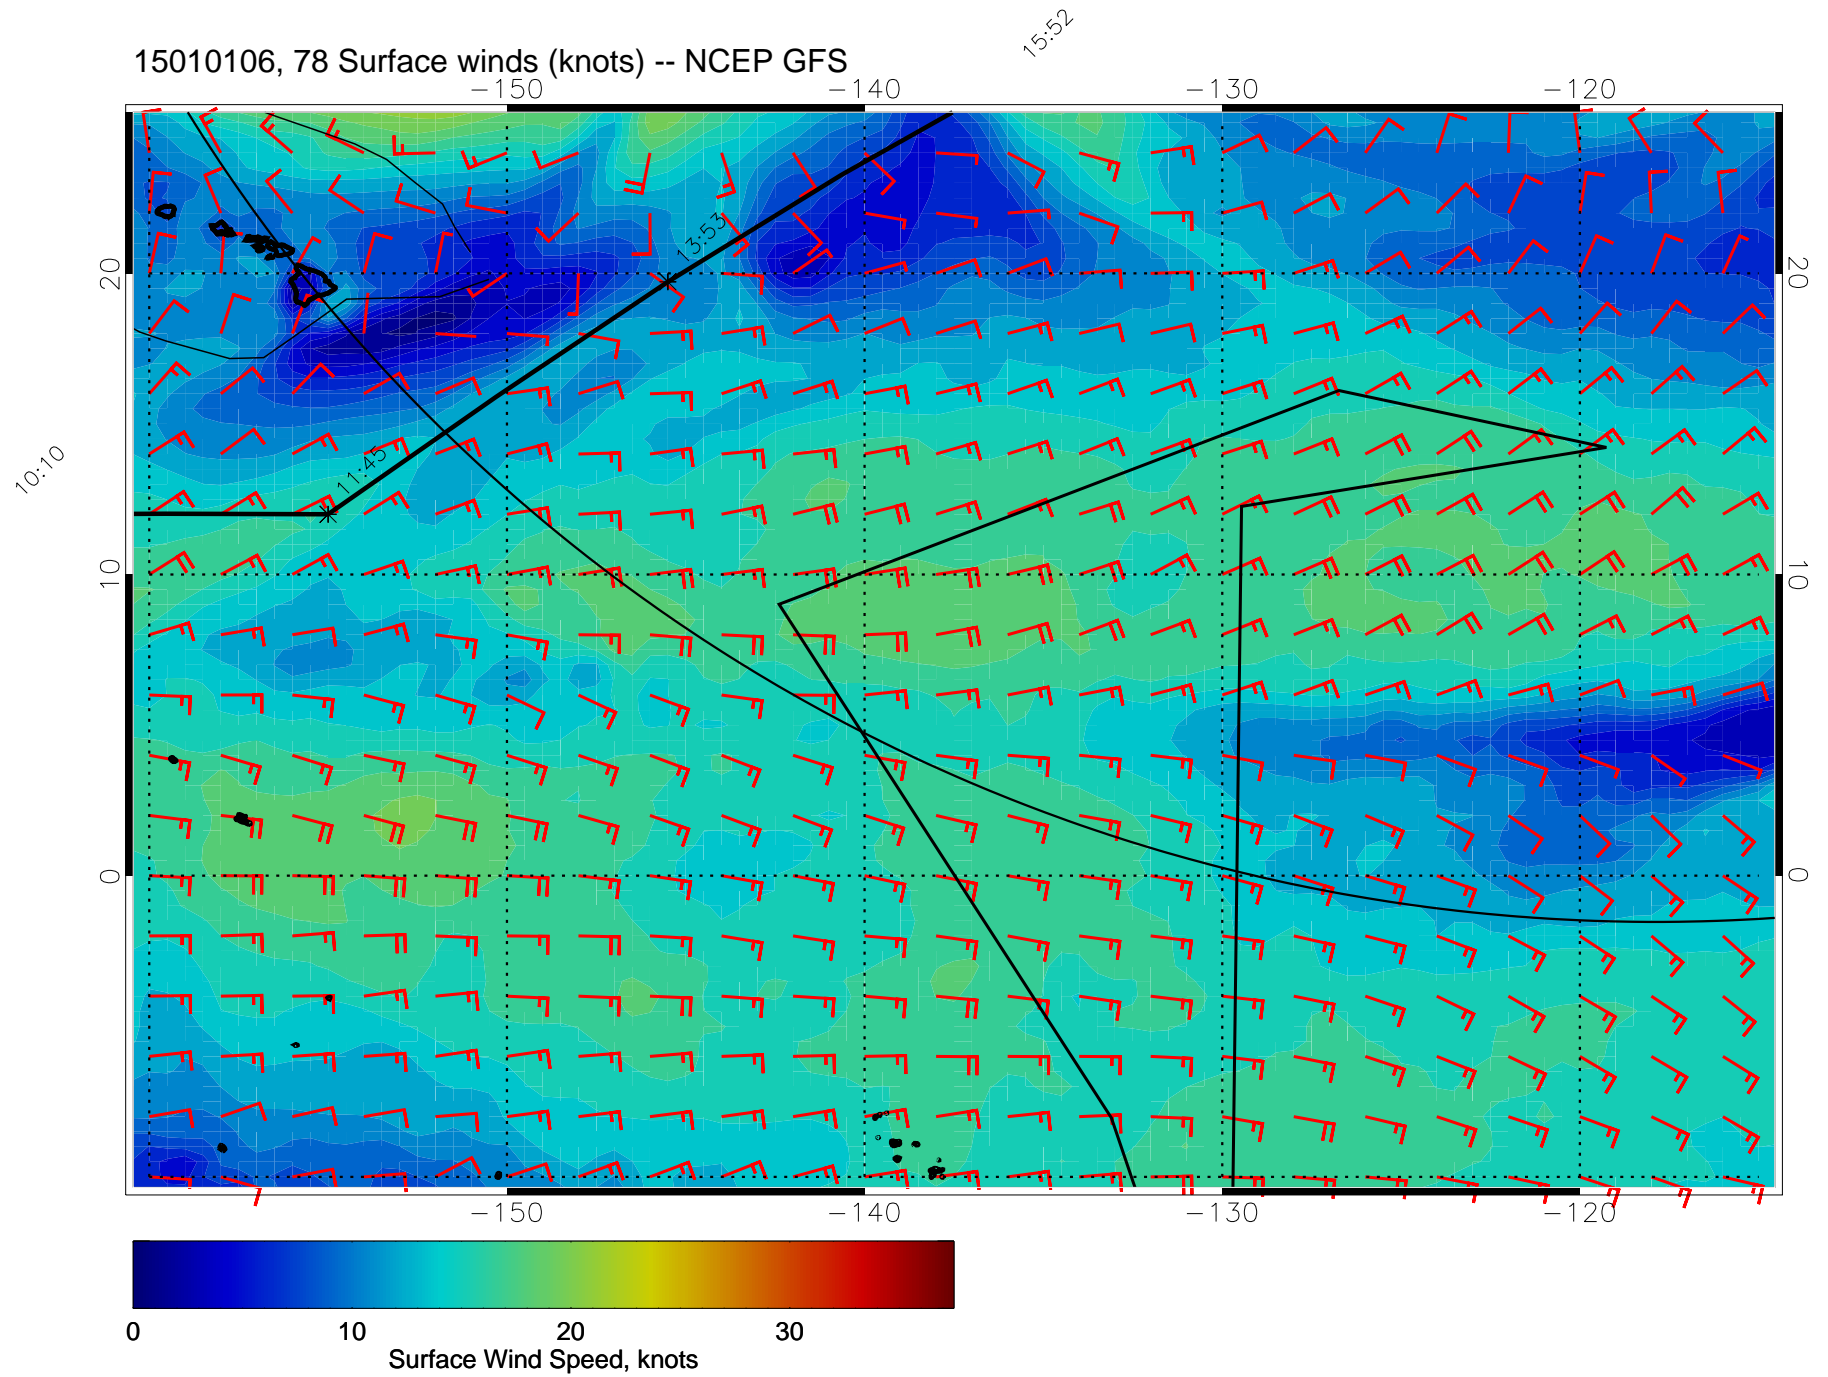 15:52
15010106, 78 Surface winds (knots) -- NCEP GFS
-150 -140 -130 -120
20 20
13:53
10:10
11:45
10 10
0 0
-150 -140 -130 -120
0 10 20 30
Surface Wind Speed, knots